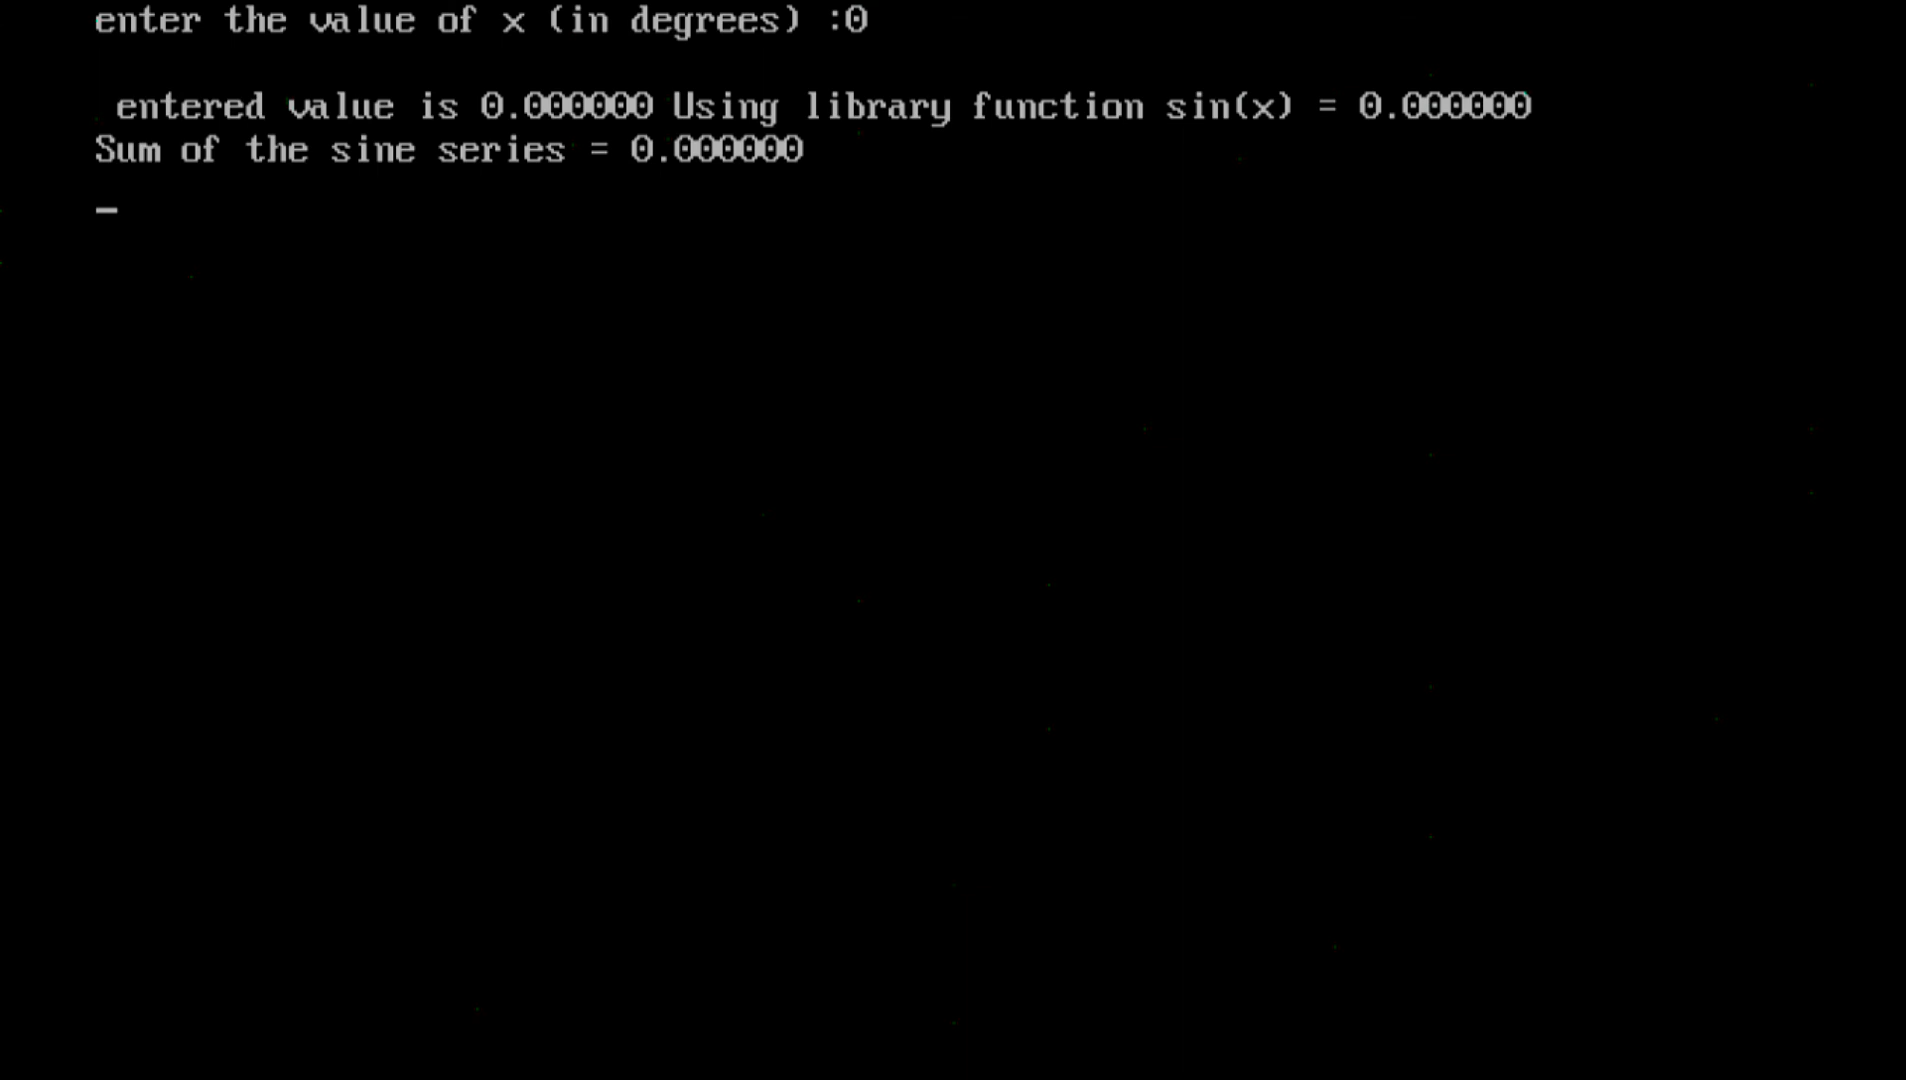 enter the value of x (in degrees) :0
entered value is 0.000000 Using library function sin(x) = 0.000000
Sum of the sine series = 0.000000
_